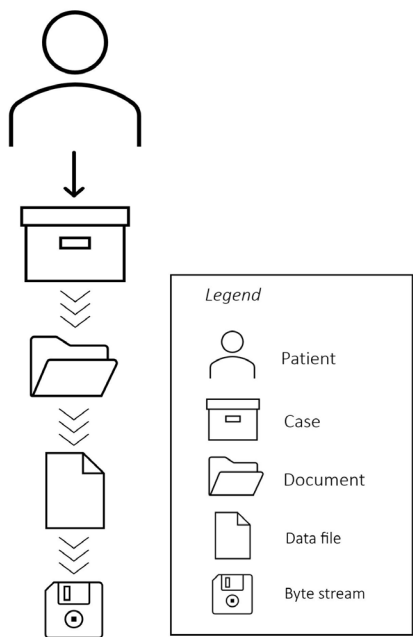 Legend
Patient
Case
Document
Data file
Byte stream